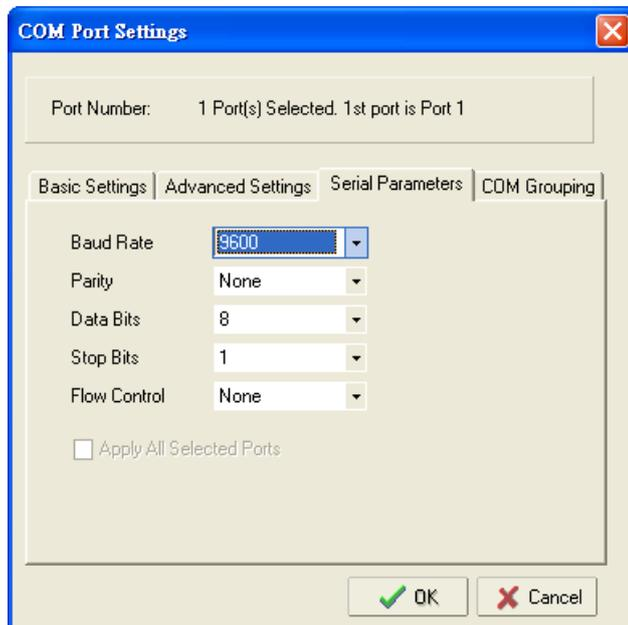 COM Port Settings
Port Number: 1 Port(s) Selected. 1st port is Port 1
Basic Settings Advanced Settings Serial Parameters COM Grouping
Baud Rate 9600
Parity None
Data Bits 8
Stop Bits 1
Flow Control None
Apply All Selected Ports
OK Cancel